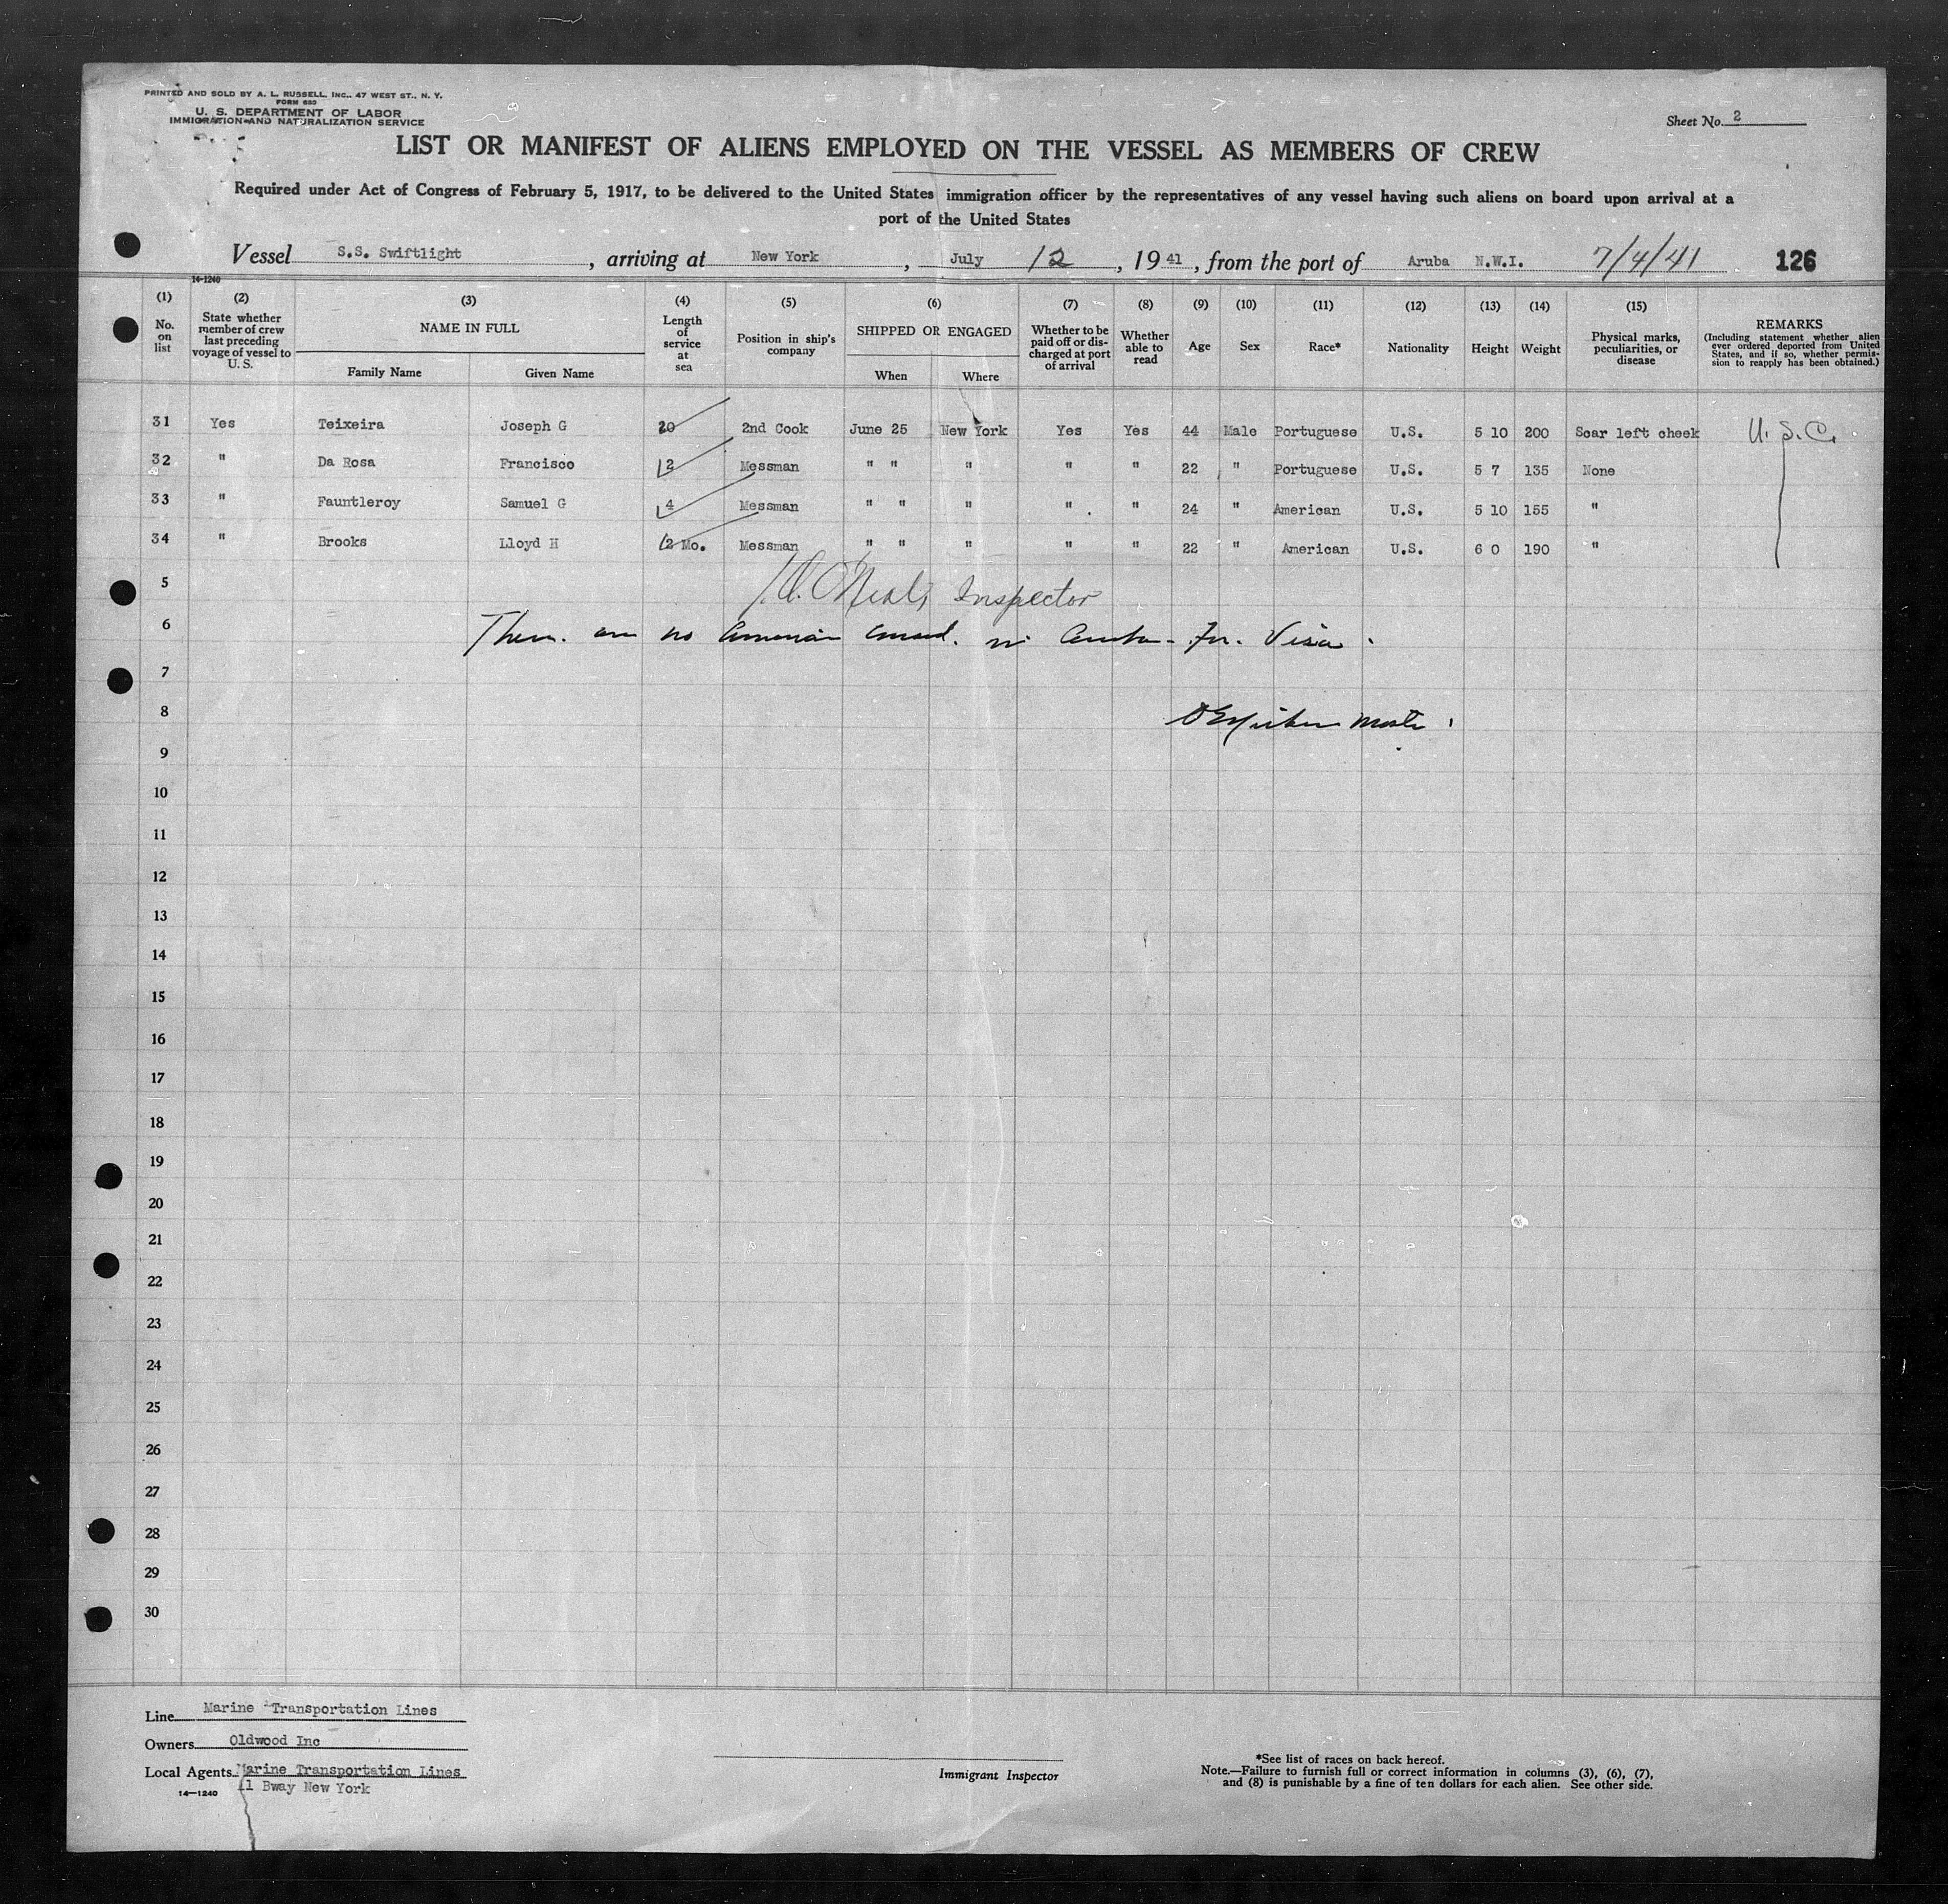 PRINTED AND SOLD BY A. L. RUSSELL, INC., 47 WEST ST., N. Y.
FORM 680
U. S. DEPARTMENT OF LABOR
IMMIGRATION AND NATURALIZATION SERVICE
Sheet No. 2
LIST OR MANIFEST OF ALIENS EMPLOYED ON THE VESSEL AS MEMBERS OF CREW
Required under Act of Congress of February 5, 1917, to be delivered to the United States immigration officer by the representatives of any vessel having such aliens on board upon arrival at a
port of the United States
Vessel S.S. Swiftlight, arriving at New York, July 12, 1941, from the port of Aruba N.W.I. 7/4/41 126
14-1240
(1) No. on list
(2) State whether member of crew last preceding voyage of vessel to U. S.
(3) NAME IN FULL Family Name Given Name
(4) Length of service at sea
(5) Position in ship's company
(6) SHIPPED OR ENGAGED When Where
(7) Whether to be paid off or discharged at port of arrival
(8) Whether able to read
(9) Age
(10) Sex
(11) Race*
(12) Nationality
(13) Height
(14) Weight
(15) Physical marks, peculiarities, or disease
REMARKS (Including statement whether alien ever ordered deported from United States, and if so, whether permission to reapply has been obtained.)
31 Yes Teixeira Joseph G 20 2nd Cook June 25 New York Yes Yes 44 Male Portuguese U.S. 5 10 200 Scar left cheek U.S.C.
32 " Da Rosa Francisco 2 Messman " " " " " 22 " Portuguese U.S. 5 7 135 None
33 " Fauntleroy Samuel G 4 Messman " " " " " 24 " American U.S. 5 10 155 "
34 " Brooks Lloyd H 2 Mo. Messman " " " " " 22 " American U.S. 6 0 190 "
5 O'Neal, Inspector
6 There are no American Consul in Aruba for Visa.
7
8 Master
9
10
11
12
13
14
15
16
17
18
19
20
21
22
23
24
25
26
27
28
29
30
Line Marine Transportation Lines
Owners Oldwood Inc
Local Agents Marine Transportation Lines
11 Bway New York
14-1240
Immigrant Inspector
*See list of races on back hereof.
Note.—Failure to furnish full or correct information in columns (3), (6), (7),
and (8) is punishable by a fine of ten dollars for each alien. See other side.